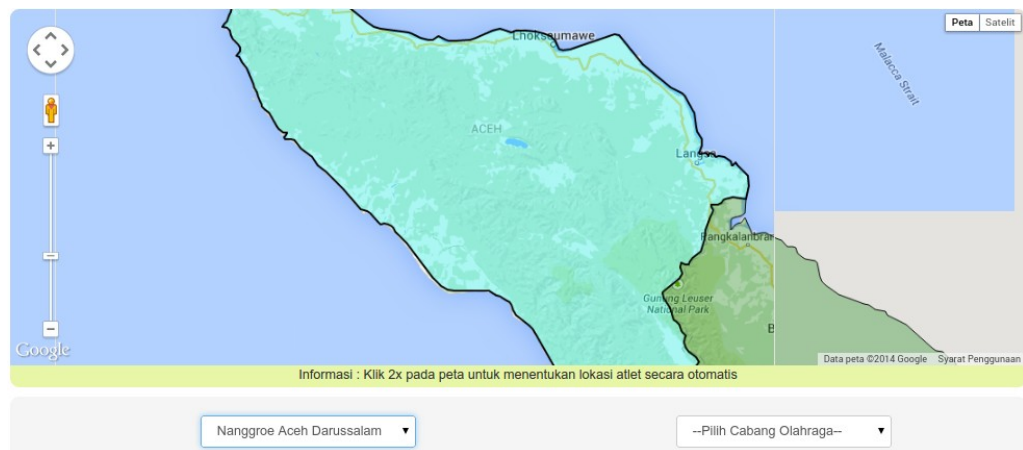 Peta Satelit
Lhokseumawe
Malacca Strait
ACEH
Langsa
Pangkalanbran
Gunung Leuser
National Park
B
Google
Data peta ©2014 Google Syarat Penggunaan
Informasi : Klik 2x pada peta untuk menentukan lokasi atlet secara otomatis
Nanggroe Aceh Darussalam
--Pilih Cabang Olahraga--